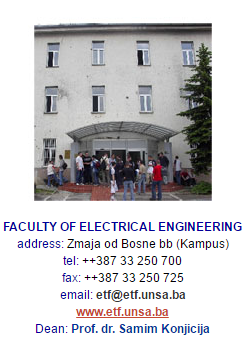 FACULTY OF ELECTRICAL ENGINEERING
address: Zmaja od Bosne bb (Kampus)
tel: ++387 33 250 700
fax: ++387 33 250 725
email: etf@etf.unsa.ba
www.etf.unsa.ba
Dean: Prof. dr. Samim Konjicija